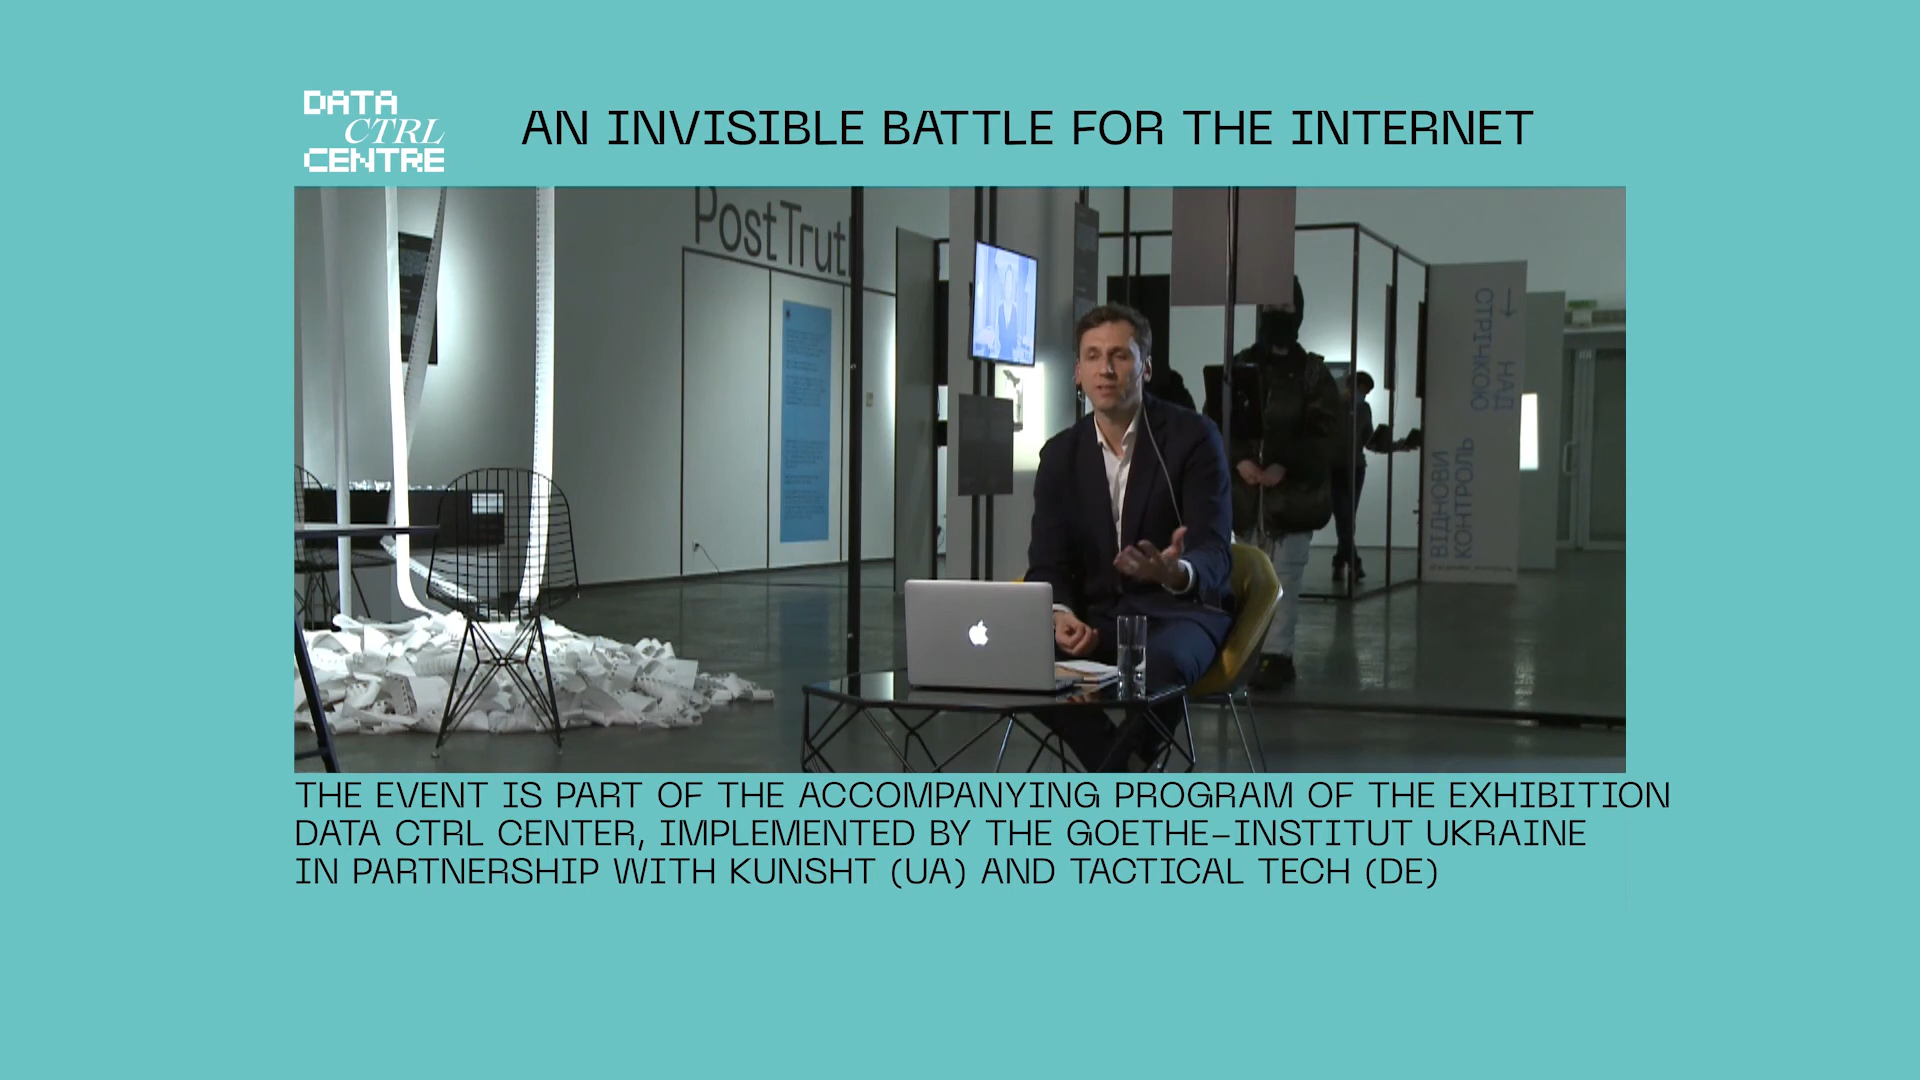 DATA
CTRL
CENTRE
AN INVISIBLE BATTLE FOR THE INTERNET
PostTrut
СТРІЧКОЮ
НАД
ВІДНОВИ
КОНТРОЛЬ
THE EVENT IS PART OF THE ACCOMPANYING PROGRAM OF THE EXHIBITION
DATA CTRL CENTER, IMPLEMENTED BY THE GOETHE-INSTITUT UKRAINE
IN PARTNERSHIP WITH KUNSHT (UA) AND TACTICAL TECH (DE)